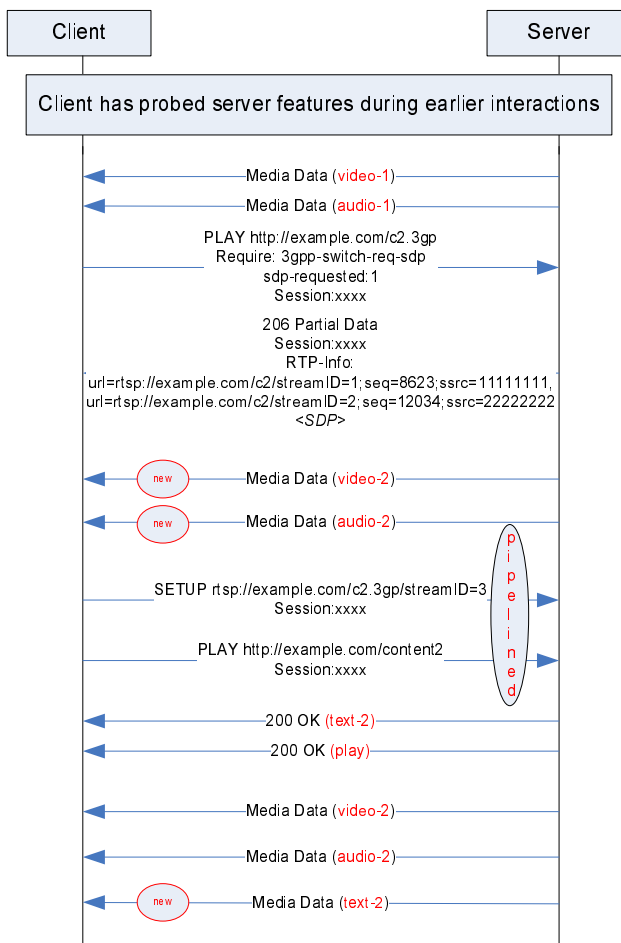 Client
Server
Client has probed server features during earlier interactions
Media Data (video-1)
Media Data (audio-1)
PLAY http://example.com/c2.3gp
Require: 3gpp-switch-req-sdp
sdp-requested:1
Session:xxxx
206 Partial Data
Session:xxxx
RTP-Info:
url=rtsp://example.com/c2/streamID=1;seq=8623;ssrc=11111111,
url=rtsp://example.com/c2/streamID=2;seq=12034;ssrc=22222222
<SDP>
new
Media Data (video-2)
new
Media Data (audio-2)
pipelined
SETUP rtsp://example.com/c2.3gp/streamID=3
Session:xxxx
PLAY http://example.com/content2
Session:xxxx
200 OK (text-2)
200 OK (play)
Media Data (video-2)
Media Data (audio-2)
new
Media Data (text-2)